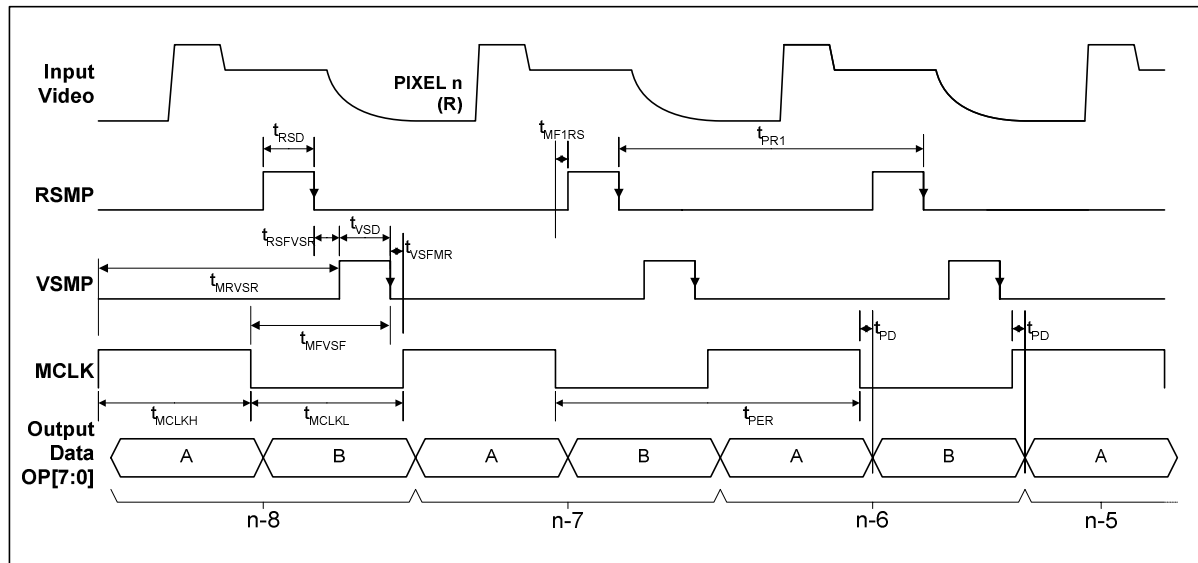 Input
Video
PIXEL n
(R)
tRSD
tMF1RS
tPR1
RSMP
tRSFVSR
tVSD
tVSFMR
tMRVSR
VSMP
tMFVSF
tPD
tPD
MCLK
tMCLKH
tMCLKL
tPER
Output
Data
OP[7:0]
A B A B A B A
n-8 n-7 n-6 n-5